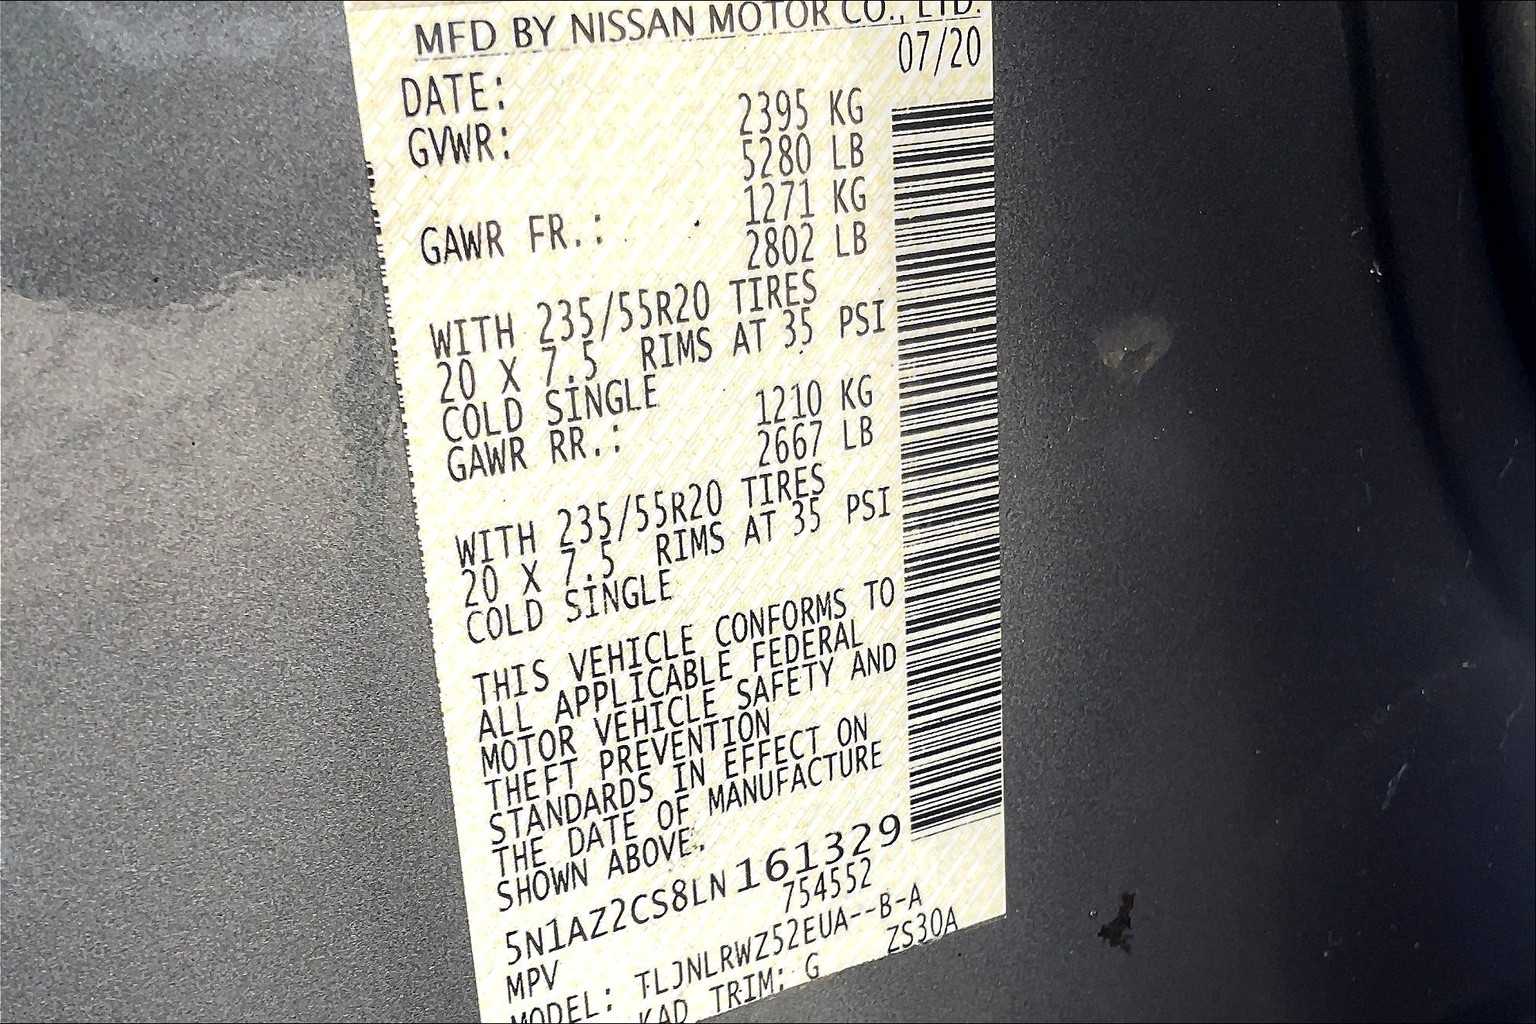 MFD BY NISSAN MOTOR CO., LTD.
DATE: 07/20
GVWR: 2395 KG
5280 LB
GAWR FR.: 1271 KG
2802 LB
WITH 235/55R20 TIRES
20 X 7.5 RIMS AT 35 PSI
COLD SINGLE
GAWR RR.: 1210 KG
2667 LB
WITH 235/55R20 TIRES
20 X 7.5 RIMS AT 35 PSI
COLD SINGLE
THIS VEHICLE CONFORMS TO
ALL APPLICABLE FEDERAL
MOTOR VEHICLE SAFETY AND
THEFT PREVENTION
STANDARDS IN EFFECT ON
THE DATE OF MANUFACTURE
SHOWN ABOVE.
5N1AZ2CS8LN161329
MPV 754552
MODEL: TLJNLRWZ52EUA--B-A
KAD TRIM: G ZS30A